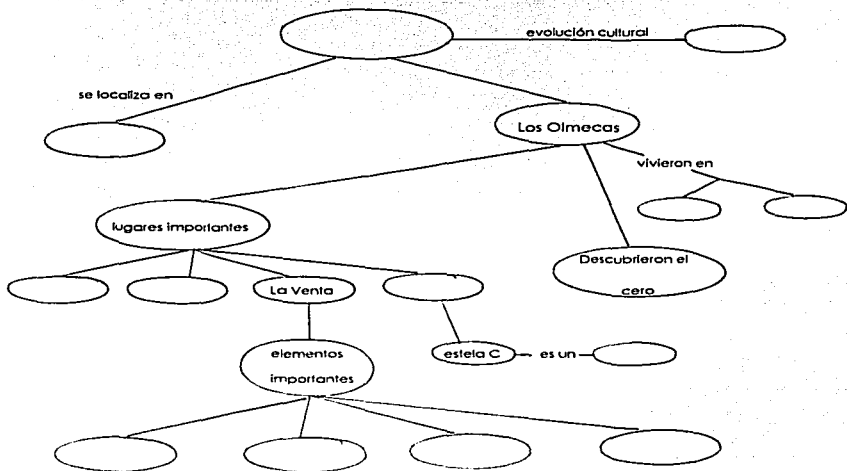 evolución cultural
se localiza en
Los Olmecas
vivieron en
lugares importantes
Descubrieron el
cero
La Venta
elementos
importantes
estela C
es un